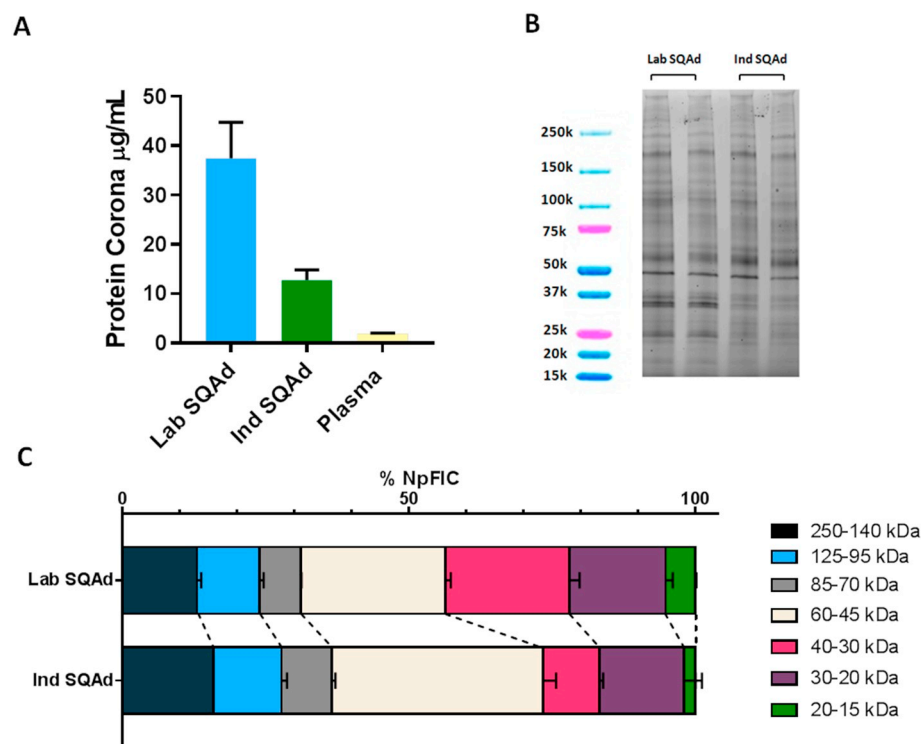 A
Protein Corona µg/mL
50
40
30
20
10
0
Lab SQAd
Ind SQAd
Plasma
B
Lab SQAd
Ind SQAd
250k
150k
100k
75k
50k
37k
25k
20k
15k
C
% NpFIC
0
50
100
Lab SQAd
Ind SQAd
250-140 kDa
125-95 kDa
85-70 kDa
60-45 kDa
40-30 kDa
30-20 kDa
20-15 kDa